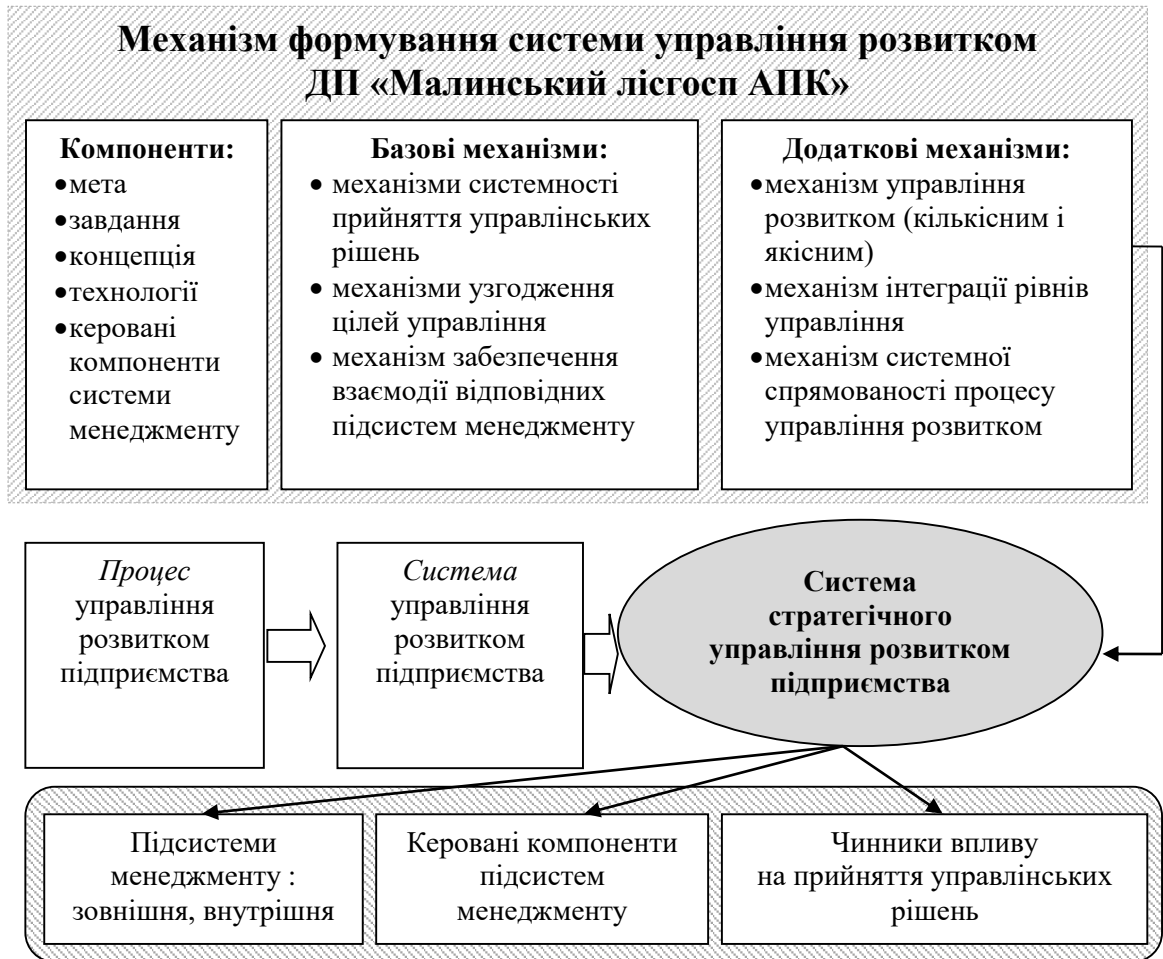 Механізм формування системи управління розвитком
ДП «Малинський лісгосп АПК»
Компоненти:
•мета
•завдання
•концепція
•технології
•керовані
компоненти
системи
менеджменту
Базові механізми:
• механізми системності
прийняття управлінських
рішень
• механізми узгодження
цілей управління
• механізм забезпечення
взаємодії відповідних
підсистем менеджменту
Додаткові механізми:
•механізм управління
розвитком (кількісним і
якісним)
•механізм інтеграції рівнів
управління
•механізм системної
спрямованості процесу
управління розвитком
Процес
управління
розвитком
підприємства
Система
управління
розвитком
підприємства
Система
стратегічного
управління розвитком
підприємства
Підсистеми
менеджменту :
зовнішня, внутрішня
Керовані компоненти
підсистем
менеджменту
Чинники впливу
на прийняття управлінських
рішень